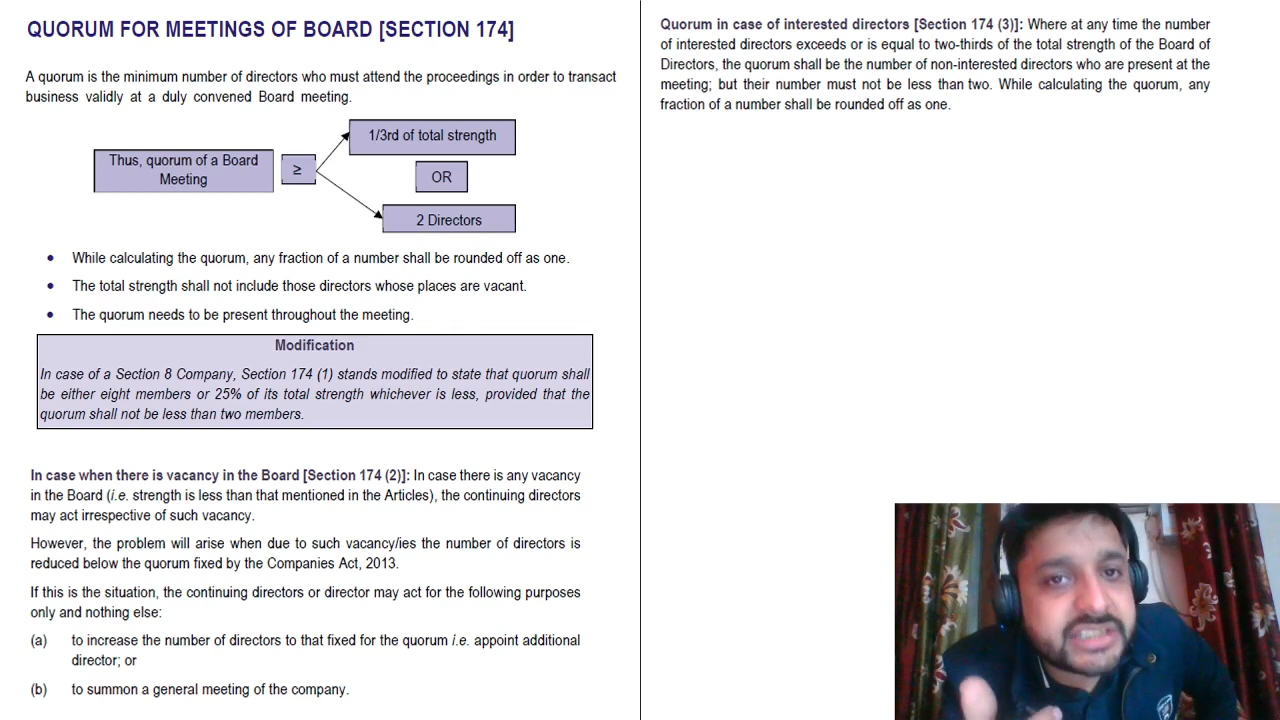 QUORUM FOR MEETINGS OF BOARD [SECTION 174]
A quorum is the minimum number of directors who must attend the proceedings in order to transact
business validly at a duly convened Board meeting.
Thus, quorum of a Board
Meeting
≥
1/3rd of total strength
OR
2 Directors
• While calculating the quorum, any fraction of a number shall be rounded off as one.
• The total strength shall not include those directors whose places are vacant.
• The quorum needs to be present throughout the meeting.
Modification
In case of a Section 8 Company, Section 174 (1) stands modified to state that quorum shall
be either eight members or 25% of its total strength whichever is less, provided that the
quorum shall not be less than two members.
In case when there is vacancy in the Board [Section 174 (2)]: In case there is any vacancy
in the Board (i.e. strength is less than that mentioned in the Articles), the continuing directors
may act irrespective of such vacancy.
However, the problem will arise when due to such vacancy/ies the number of directors is
reduced below the quorum fixed by the Companies Act, 2013.
If this is the situation, the continuing directors or director may act for the following purposes
only and nothing else:
(a) to increase the number of directors to that fixed for the quorum i.e. appoint additional
director; or
(b) to summon a general meeting of the company.
Quorum in case of interested directors [Section 174 (3)]: Where at any time the number
of interested directors exceeds or is equal to two-thirds of the total strength of the Board of
Directors, the quorum shall be the number of non-interested directors who are present at the
meeting; but their number must not be less than two. While calculating the quorum, any
fraction of a number shall be rounded off as one.